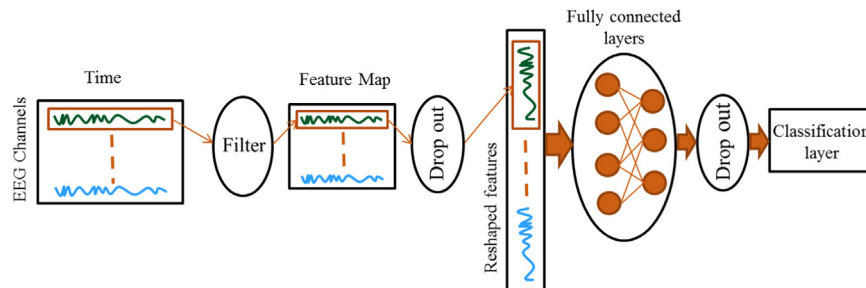 Time
EEG Channels
Filter
Feature Map
Drop out
Reshaped features
Fully connected
layers
Drop out
Classification
layer